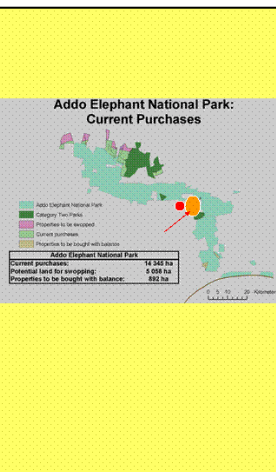 Addo Elephant National Park:
Current Purchases
Addo Elephant National Park
Category Two Parks
Properties to be swopped
Current purchases
Properties to be bought with balance
Addo Elephant National Park
Current purchases: 14 345 ha
Potential land for swopping: 5 058 ha
Properties to be bought with balance: 892 ha
0 5 10 20 Kilometers